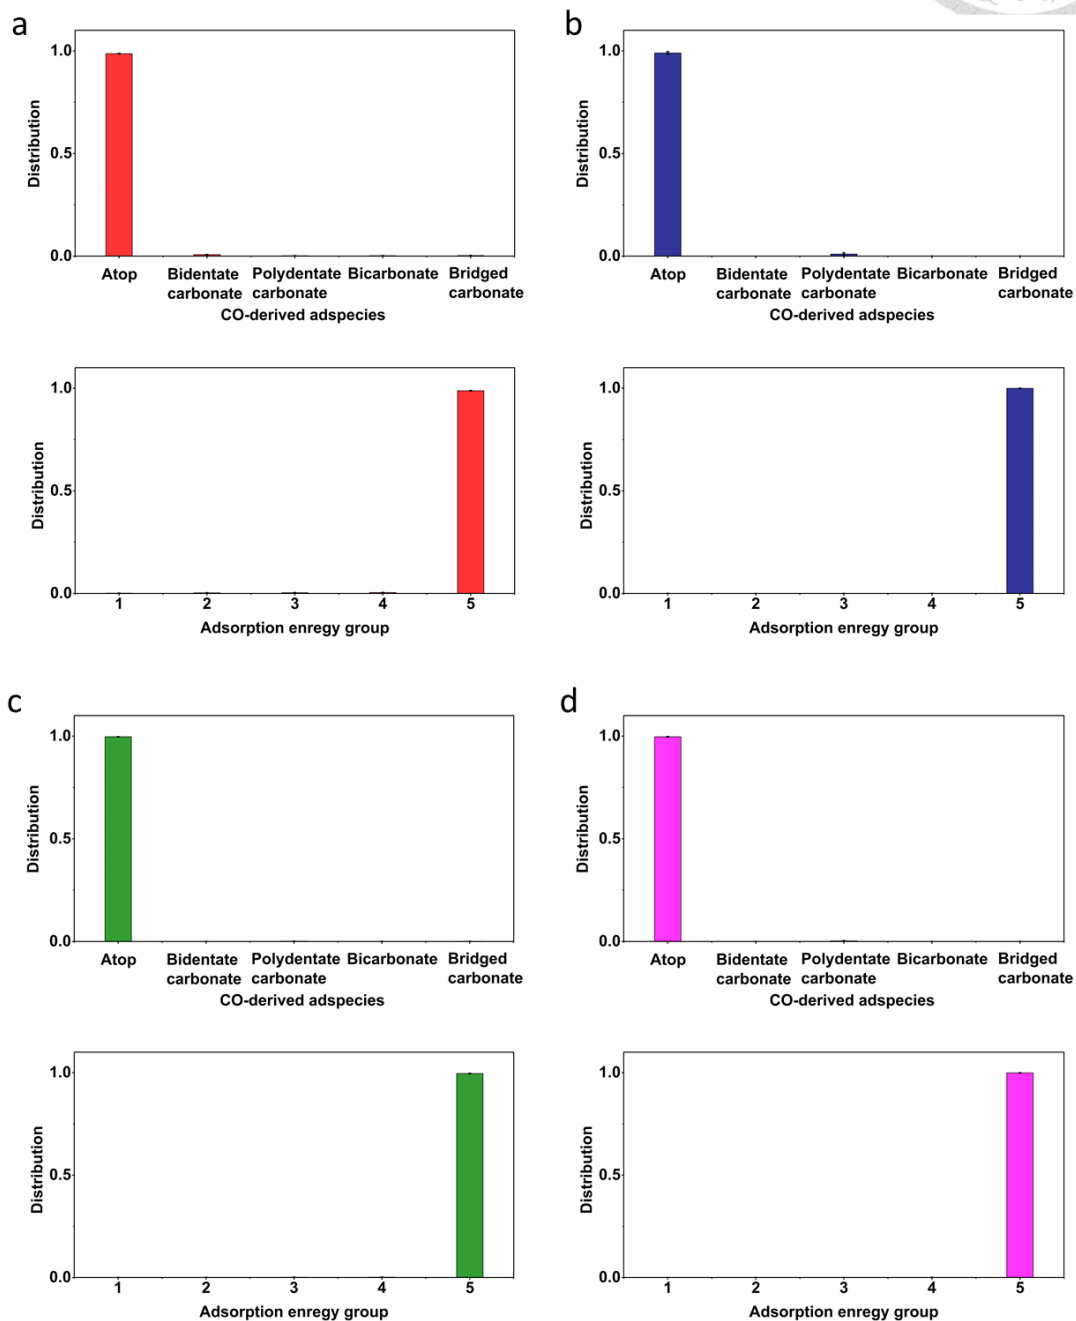 a
1.0
0.5
0.0
Distribution
Atop
Bidentate carbonate
Polydentate carbonate
Bicarbonate
Bridged carbonate
CO-derived adspecies
1.0
0.5
0.0
Distribution
1 2 3 4 5
Adsorption enregy group
b
1.0
0.5
0.0
Distribution
Atop
Bidentate carbonate
Polydentate carbonate
Bicarbonate
Bridged carbonate
CO-derived adspecies
1.0
0.5
0.0
Distribution
1 2 3 4 5
Adsorption enregy group
c
1.0
0.5
0.0
Distribution
Atop
Bidentate carbonate
Polydentate carbonate
Bicarbonate
Bridged carbonate
CO-derived adspecies
1.0
0.5
0.0
Distribution
1 2 3 4 5
Adsorption enregy group
d
1.0
0.5
0.0
Distribution
Atop
Bidentate carbonate
Polydentate carbonate
Bicarbonate
Bridged carbonate
CO-derived adspecies
1.0
0.5
0.0
Distribution
1 2 3 4 5
Adsorption enregy group